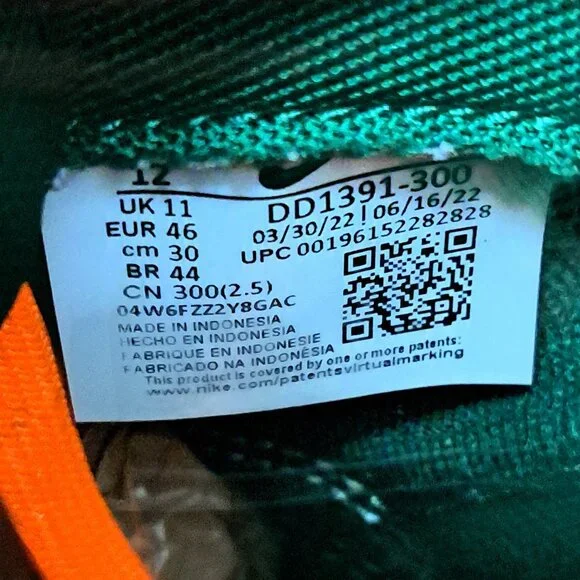 12
UK 11
EUR 46
cm 30
BR 44
CN 300(2.5)
04W6FZZ2Y8GAC
DD1391-300
03/30/22 | 06/16/22
UPC 00196152282828
MADE IN INDONESIA
HECHO EN INDONESIA
FABRIQUE EN INDONÉSIE
FABRICADO NA INDONÉSIA
This product is covered by one or more patents:
www.nike.com/patentsvirtualmarking